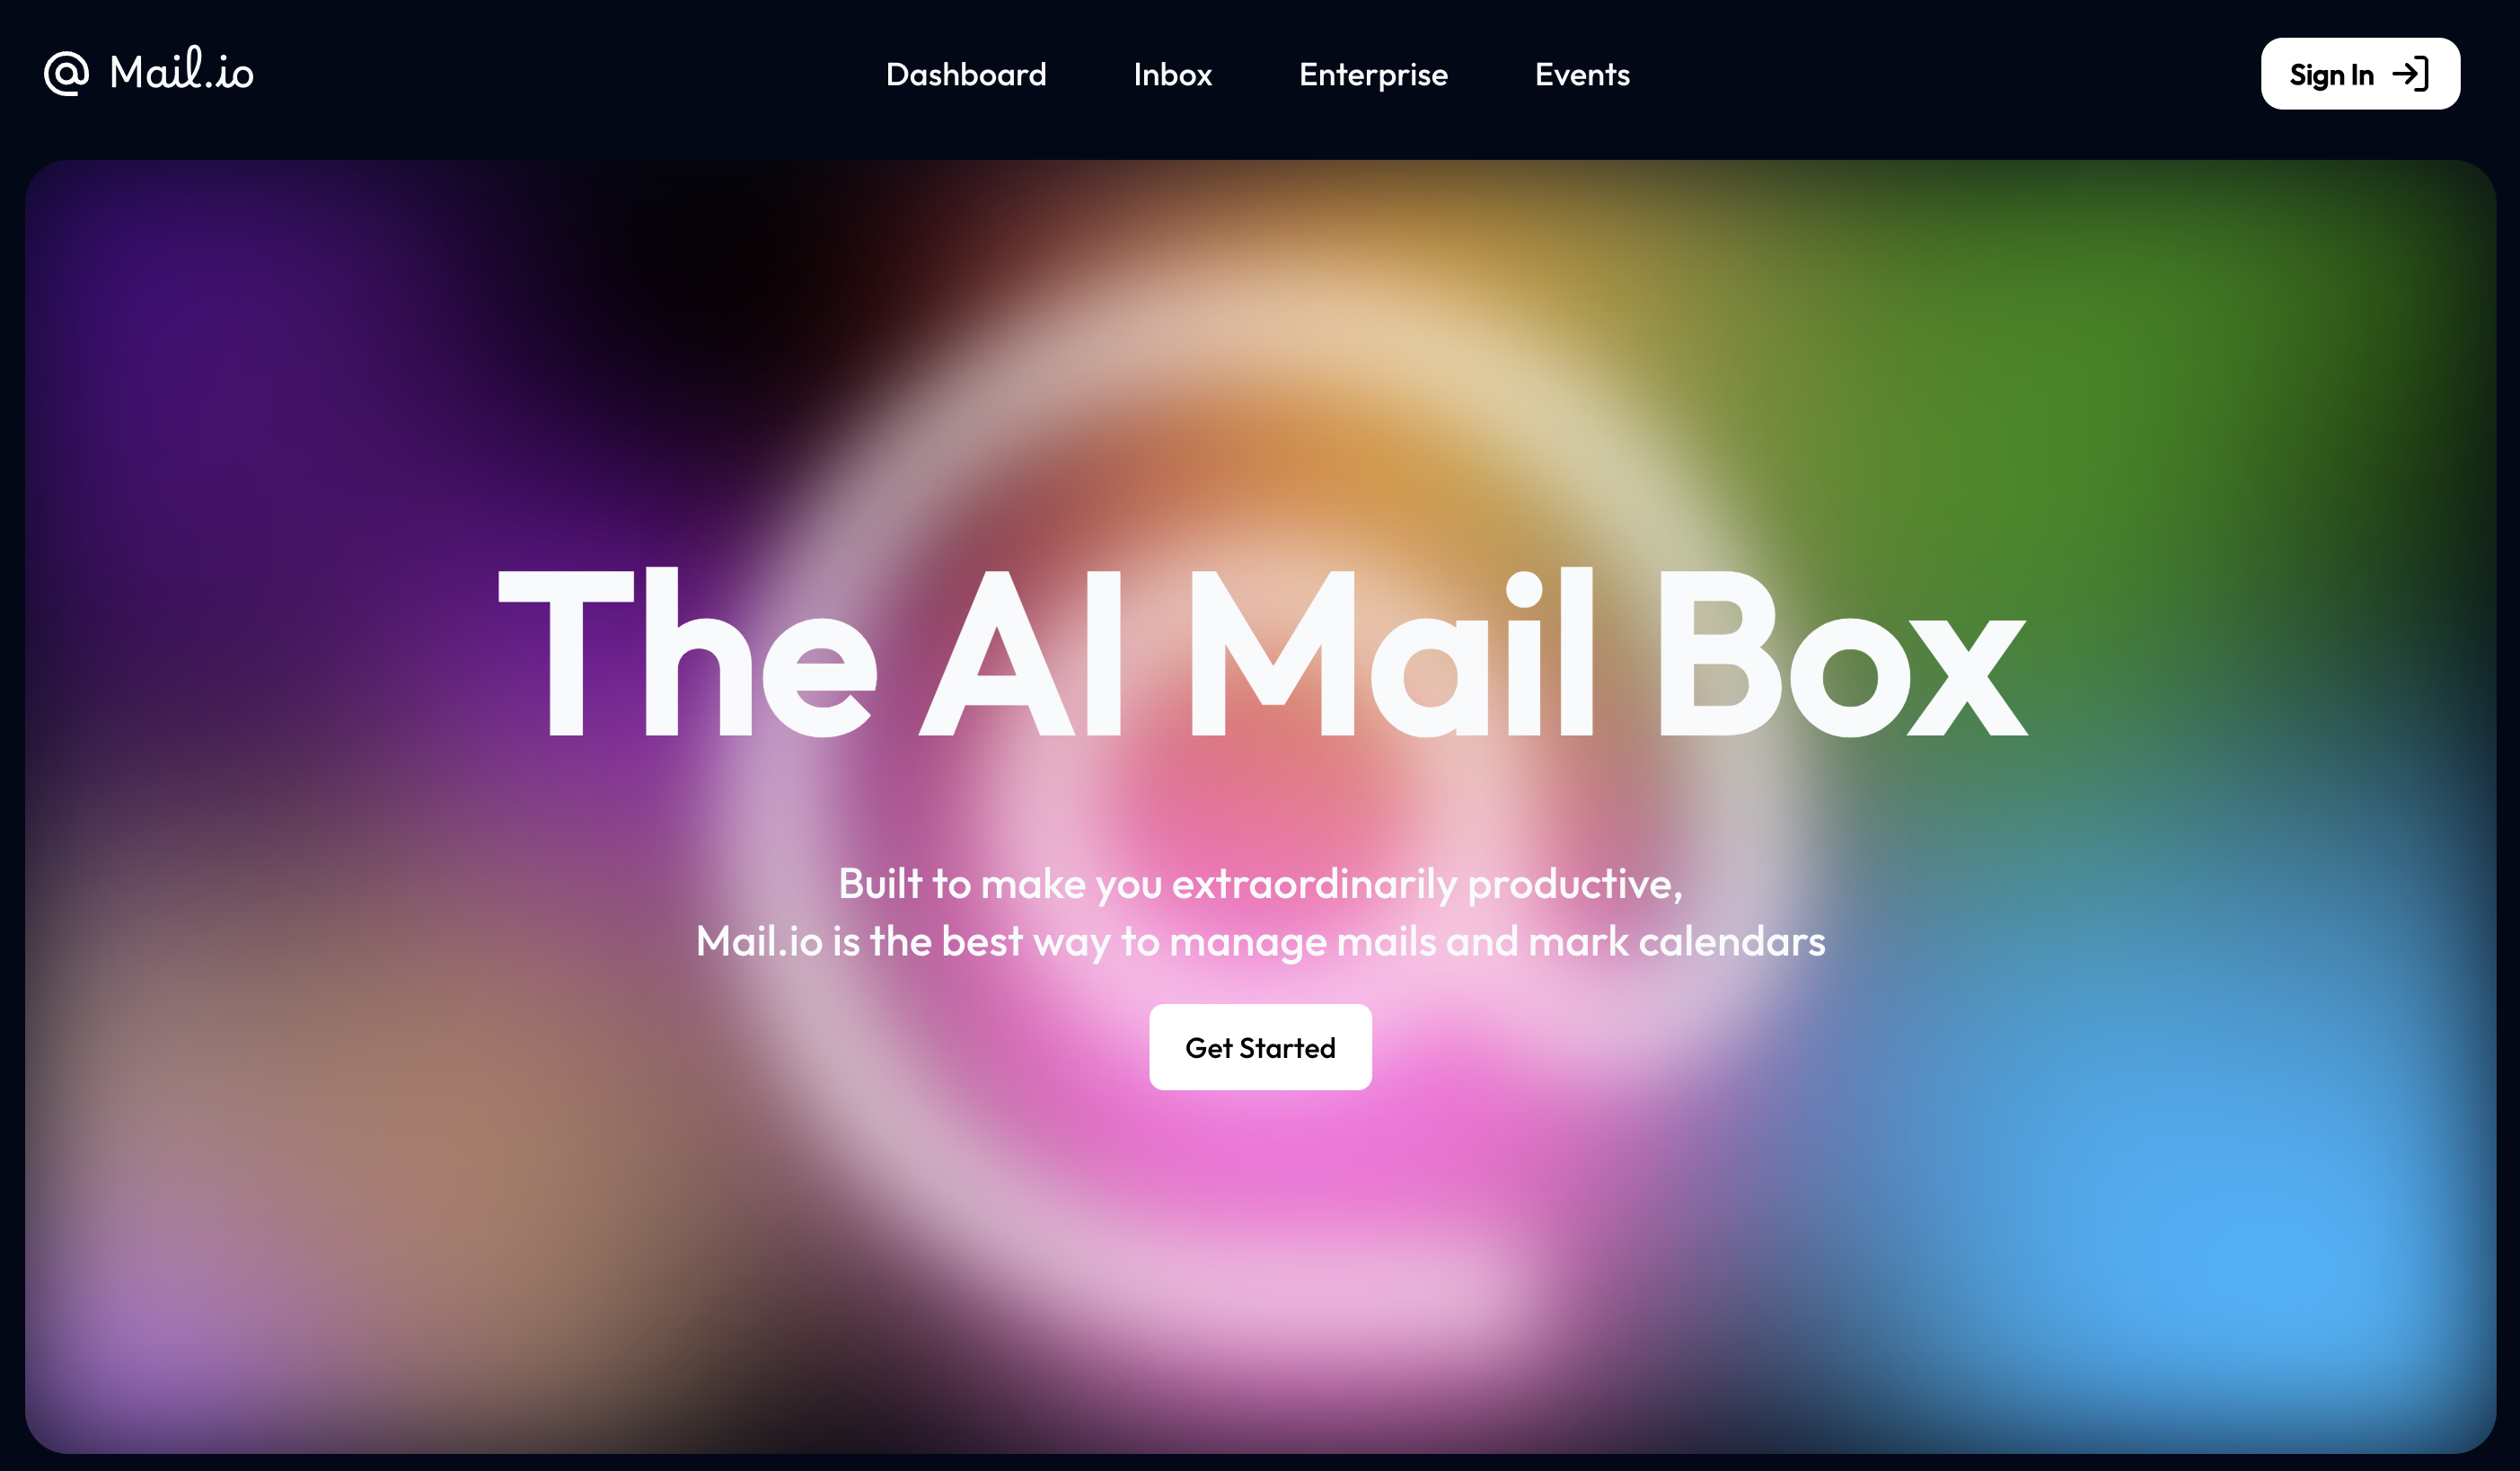 @ Mail.io
Dashboard Inbox Enterprise Events
Sign In
The AI Mail Box
Built to make you extraordinarily productive,
Mail.io is the best way to manage mails and mark calendars
Get Started